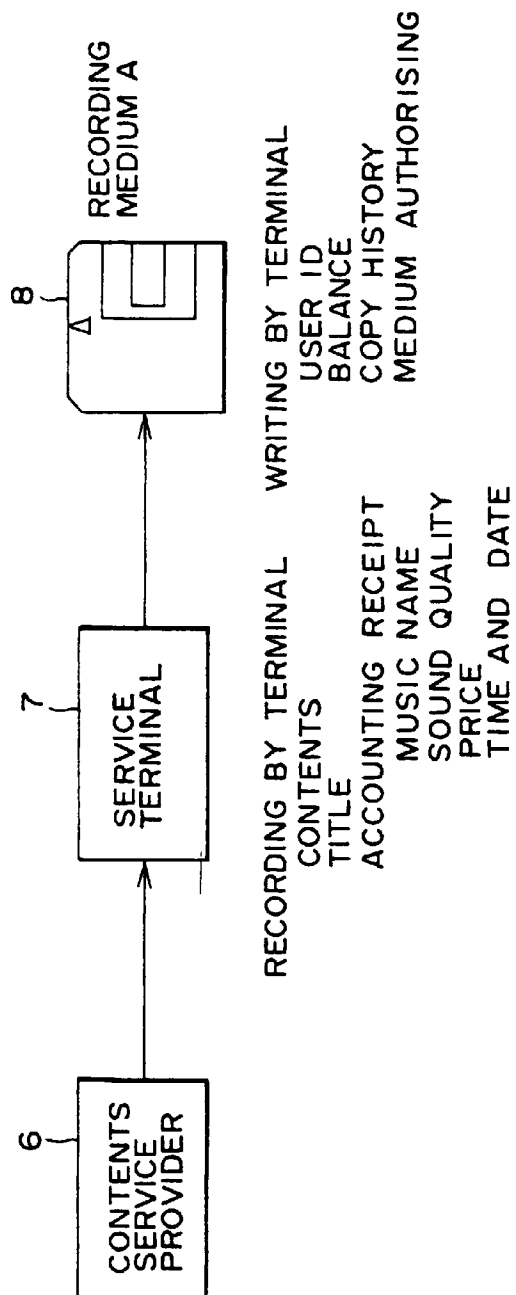 6
CONTENTS
SERVICE
PROVIDER
7
SERVICE
TERMINAL
8
RECORDING
MEDIUM A
RECORDING BY TERMINAL
CONTENTS
TITLE
ACCOUNTING RECEIPT
MUSIC NAME
SOUND QUALITY
PRICE
TIME AND DATE
WRITING BY TERMINAL
USER ID
BALANCE
COPY HISTORY
MEDIUM AUTHORISING